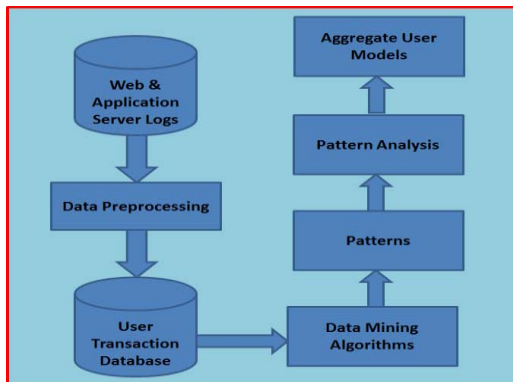 Web &
Application
Server Logs
Data Preprocessing
User
Transaction
Database
Data Mining
Algorithms
Patterns
Pattern Analysis
Aggregate User
Models